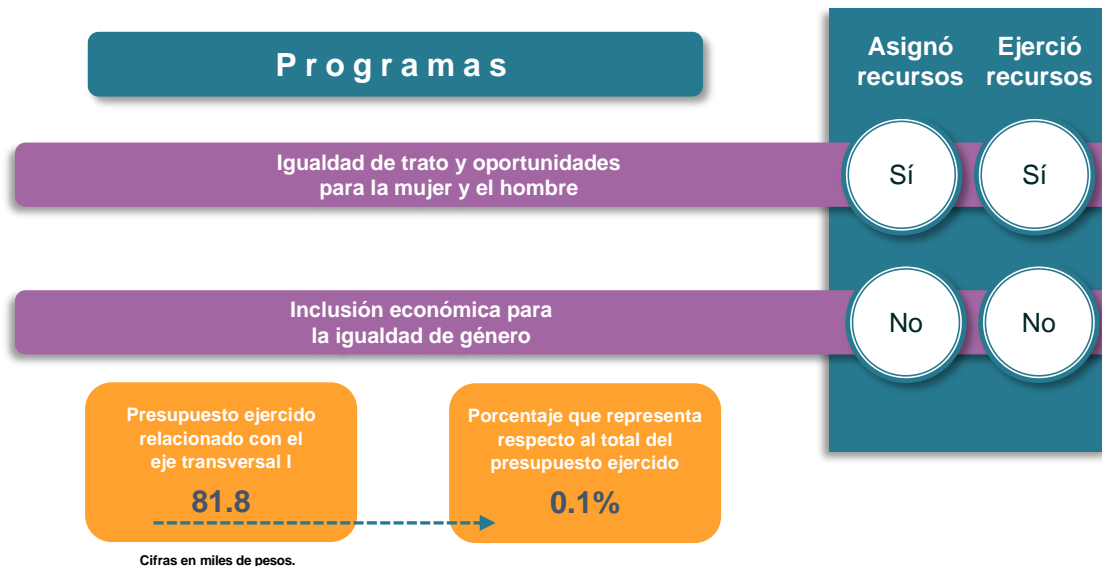 Programas
Asignó recursos
Ejerció recursos
Igualdad de trato y oportunidades
para la mujer y el hombre
Sí
Sí
Inclusión económica para
la igualdad de género
No
No
Presupuesto ejercido
relacionado con el
eje transversal I
81.8
Porcentaje que representa
respecto al total del
presupuesto ejercido
0.1%
Cifras en miles de pesos.